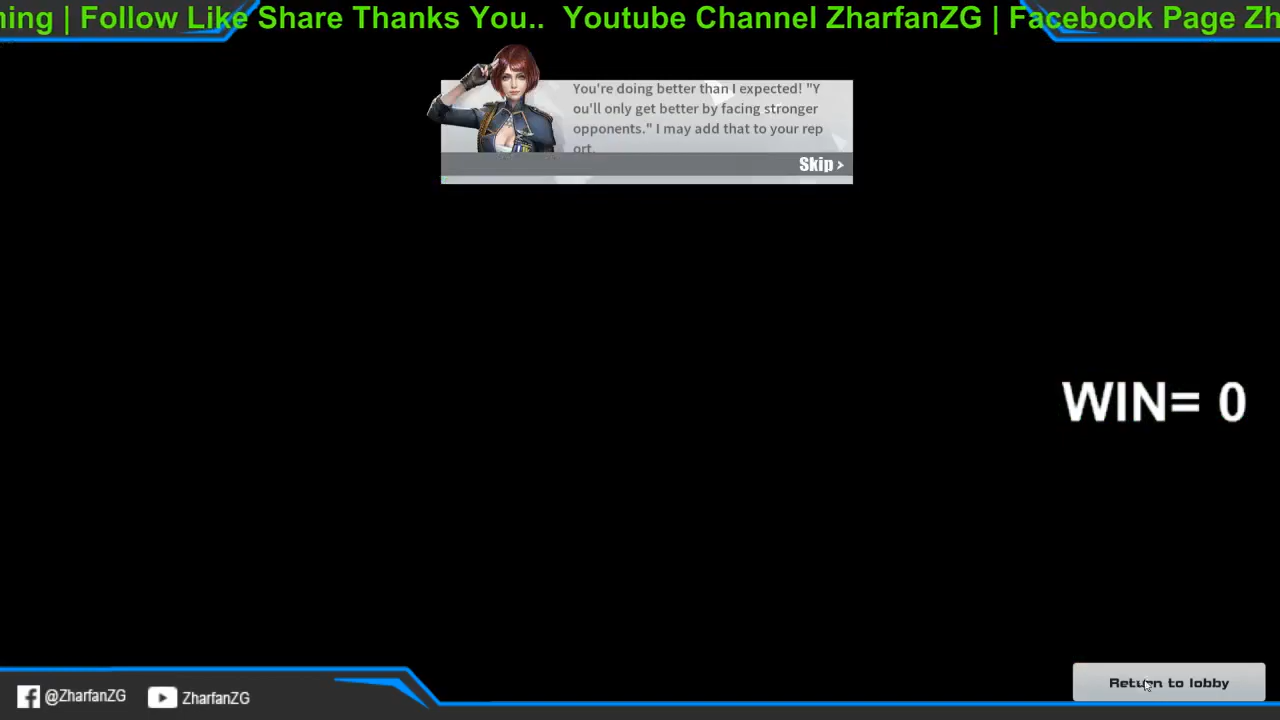 ning | Follow Like Share Thanks You.. Youtube Channel ZharfanZG | Facebook Page Zh
You're doing better than I expected! "Y
ou'll only get better by facing stronger
opponents." I may add that to your rep
ort.
Skip >
WIN= 0
@ZharfanZG
ZharfanZG
Return to lobby